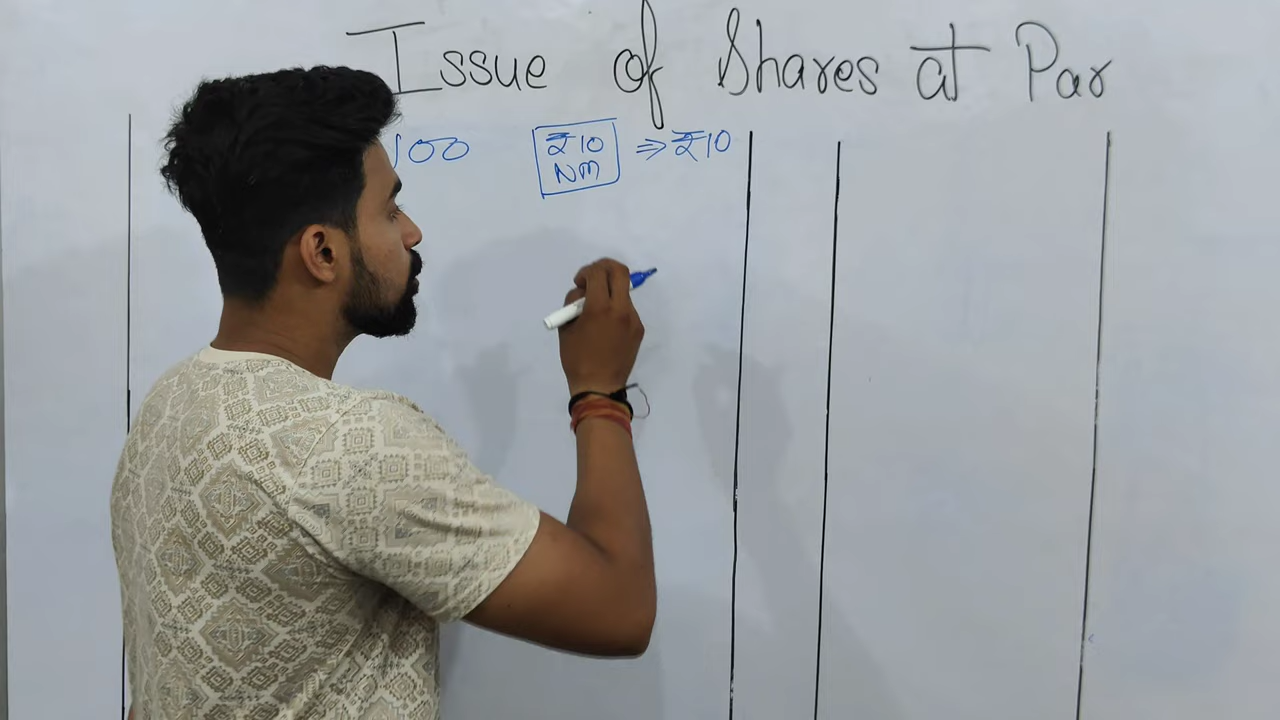 Issue of Shares at Par
100 ₹10 ⇒ ₹10
NM